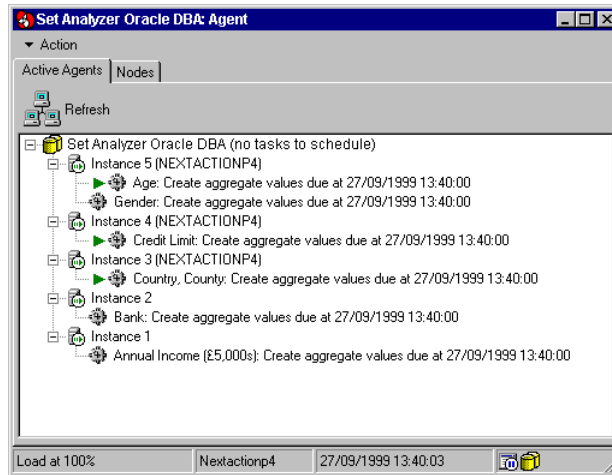 Set Analyzer Oracle DBA: Agent
Action
Active Agents Nodes
Refresh
Set Analyzer Oracle DBA (no tasks to schedule)
Instance 5 (NEXTACTIONP4)
Age: Create aggregate values due at 27/09/1999 13:40:00
Gender: Create aggregate values due at 27/09/1999 13:40:00
Instance 4 (NEXTACTIONP4)
Credit Limit: Create aggregate values due at 27/09/1999 13:40:00
Instance 3 (NEXTACTIONP4)
Country, County: Create aggregate values due at 27/09/1999 13:40:00
Instance 2
Bank: Create aggregate values due at 27/09/1999 13:40:00
Instance 1
Annual Income (£5,000s): Create aggregate values due at 27/09/1999 13:40:00
Load at 100% Nextactionp4 27/09/1999 13:40:03